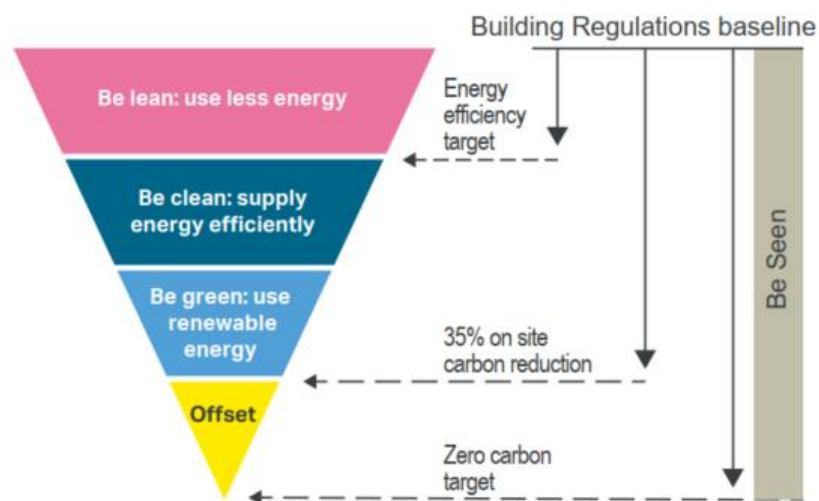 Building Regulations baseline
Be lean: use less energy
Energy
efficiency
target
Be clean: supply
energy efficiently
Be Seen
Be green: use
renewable
energy
35% on site
carbon reduction
Offset
Zero carbon
target